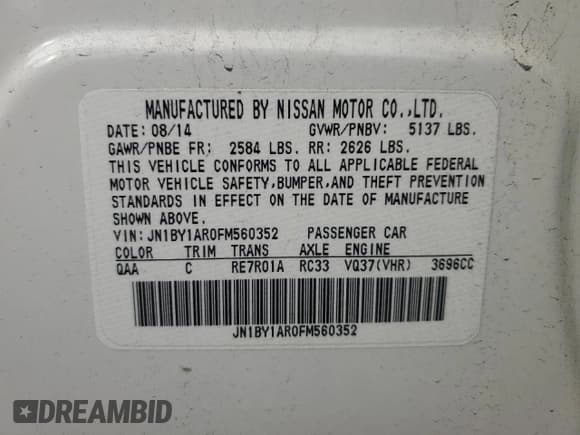 MANUFACTURED BY NISSAN MOTOR CO.,LTD.
DATE: 08/14 GVWR/PNBV: 5137 LBS.
GAWR/PNBE FR: 2584 LBS. RR: 2626 LBS.
THIS VEHICLE CONFORMS TO ALL APPLICABLE FEDERAL
MOTOR VEHICLE SAFETY,BUMPER,AND THEFT PREVENTION
STANDARDS IN EFFECT ON THE DATE OF MANUFACTURE
SHOWN ABOVE.
VIN: JN1BY1AR0FM560352 PASSENGER CAR
COLOR TRIM TRANS AXLE ENGINE
QAA C RE7R01A RC33 VQ37(VHR) 3696CC
JN1BY1AR0FM560352
DREAMBID